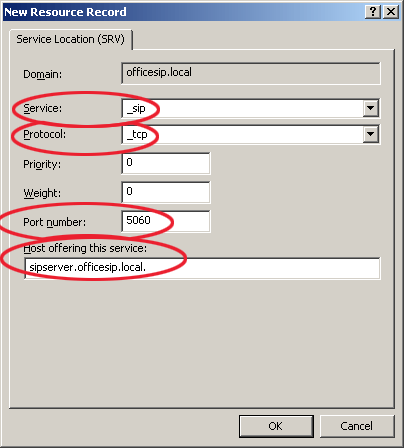 New Resource Record
Service Location (SRV)
Domain: officesip.local
Service: _sip
Protocol: _tcp
Priority: 0
Weight: 0
Port number: 5060
Host offering this service:
sipserver.officesip.local.
OK Cancel